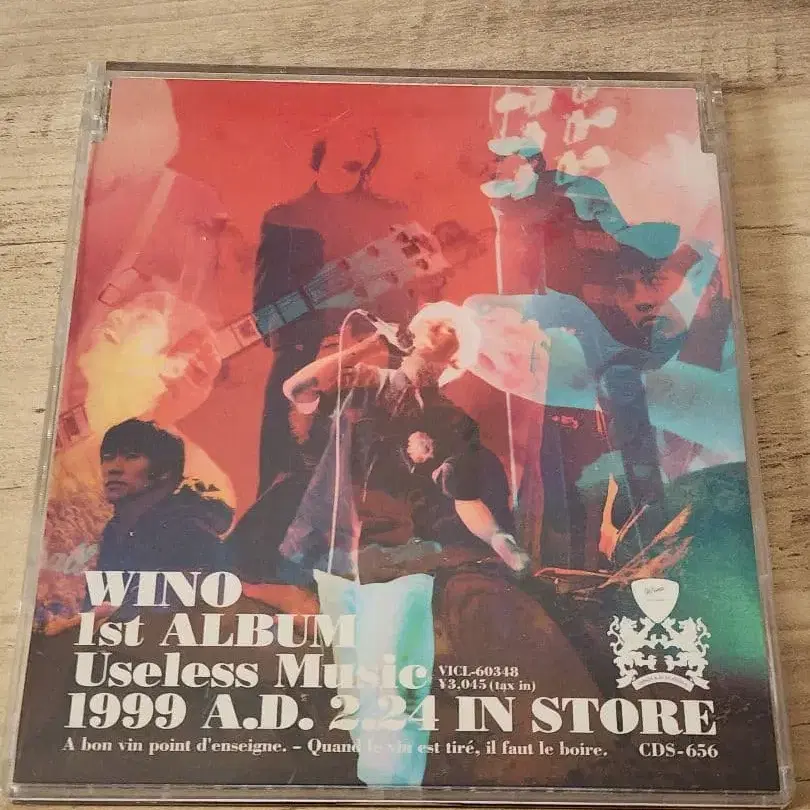 WINO
1st ALBUM
Useless Music VICL-60348
¥3,045 (tax in)
1999 A.D. 2.24 IN STORE
A bon vin point d'enseigne. – Quand le vin est tiré, il faut le boire. CDS-656